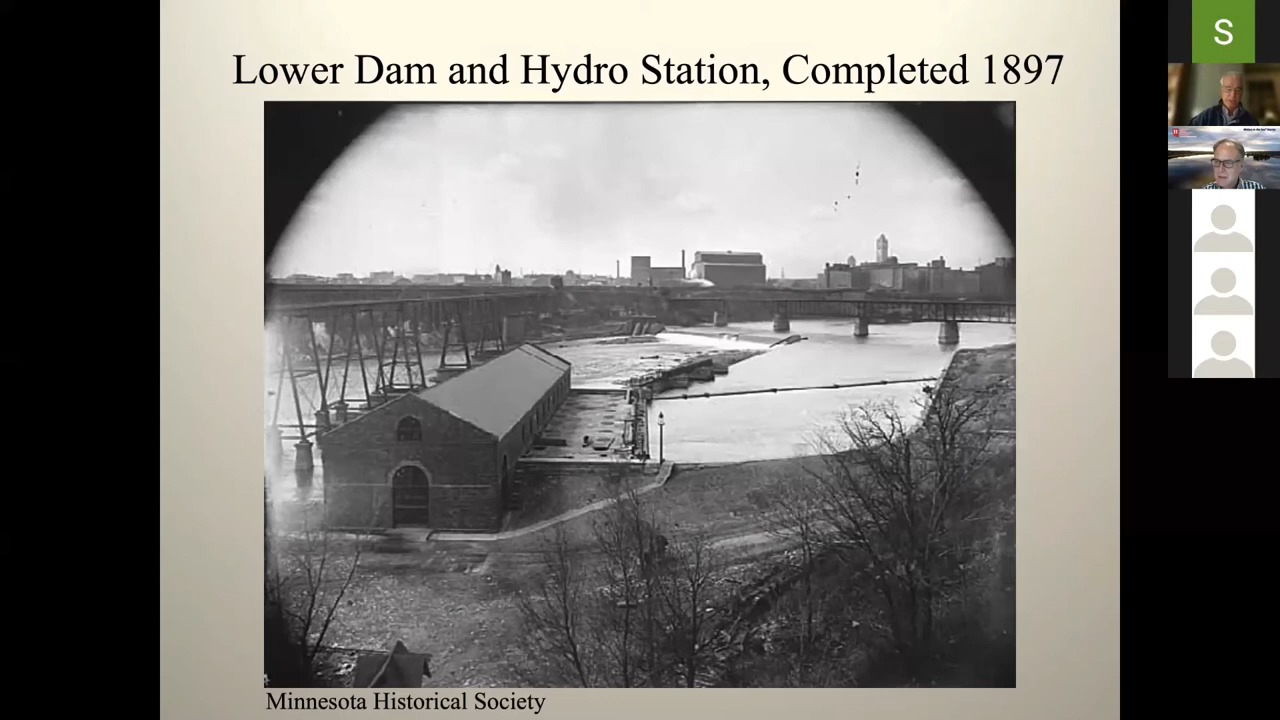 Lower Dam and Hydro Station, Completed 1897
Minnesota Historical Society
S